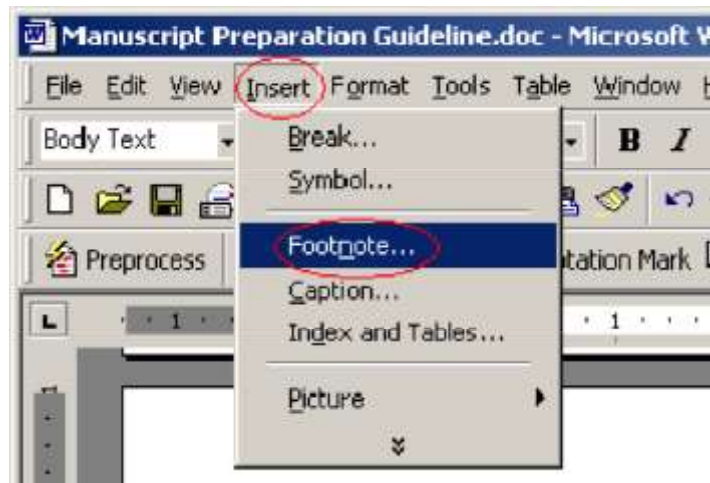 Manuscript Preparation Guideline.doc - Microsoft
File Edit View Insert Format Tools Table Window
Body Text B I
Break...
Symbol...
Preprocess Footnote... tation Mark
Caption...
1 1
Index and Tables...
Picture